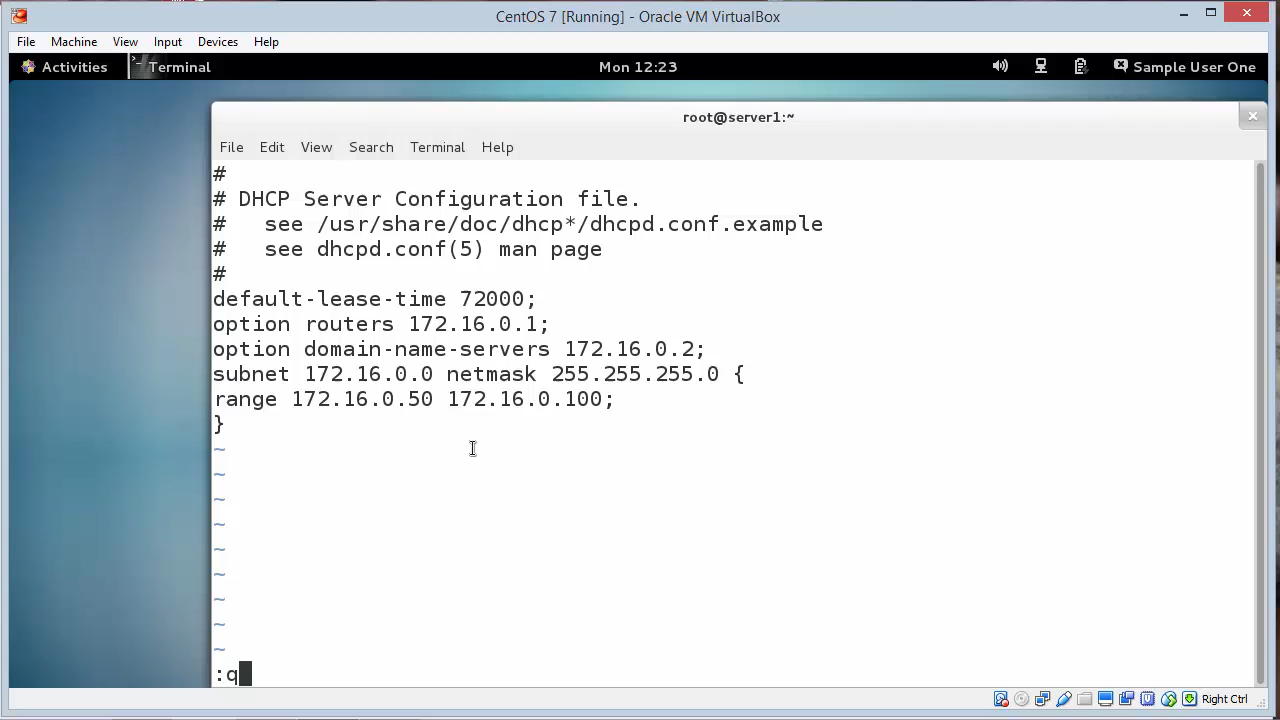 CentOS 7 [Running] - Oracle VM VirtualBox
File Machine View Input Devices Help
Activities Terminal Mon 12:23 Sample User One
root@server1:~
File Edit View Search Terminal Help
#
# DHCP Server Configuration file.
#   see /usr/share/doc/dhcp*/dhcpd.conf.example
#   see dhcpd.conf(5) man page
#
default-lease-time 72000;
option routers 172.16.0.1;
option domain-name-servers 172.16.0.2;
subnet 172.16.0.0 netmask 255.255.255.0 {
range 172.16.0.50 172.16.0.100;
}
~
~
~
~
~
~
~
~
~
:q
Right Ctrl